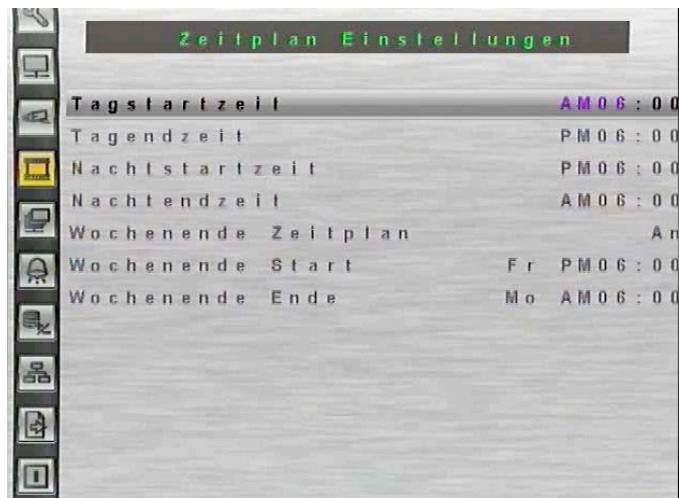 Zeitplan Einstellungen
Tagstartzeit AM06:00
Tagendzeit PM06:00
Nachtstartzeit PM06:00
Nachtendzeit AM06:00
Wochenende Zeitplan An
Wochenende Start Fr PM06:00
Wochenende Ende Mo AM06:00